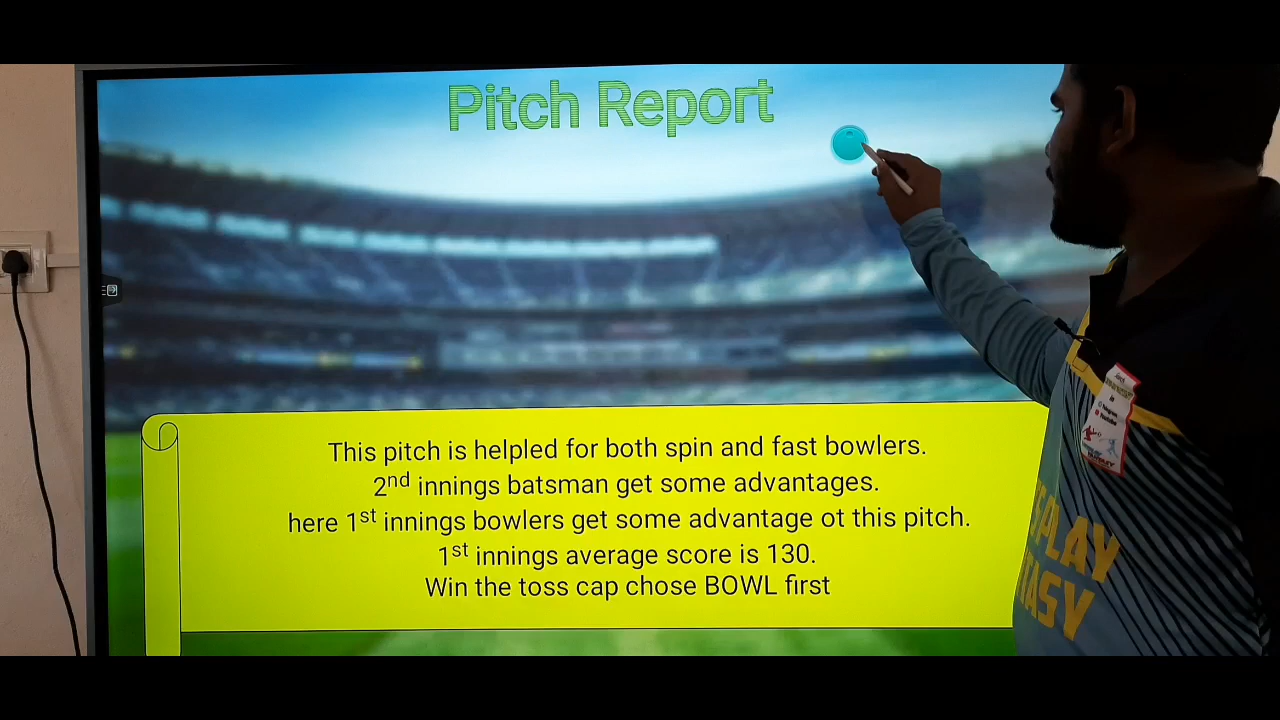 Pitch Report
This pitch is helpled for both spin and fast bowlers.
2nd innings batsman get some advantages.
here 1st innings bowlers get some advantage ot this pitch.
1st innings average score is 130.
Win the toss cap chose BOWL first
PLAY